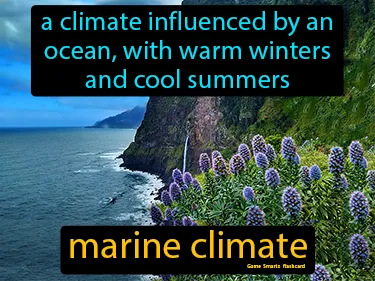 a climate influenced by an
ocean, with warm winters
and cool summers
marine climate
Game Smartz flashcard